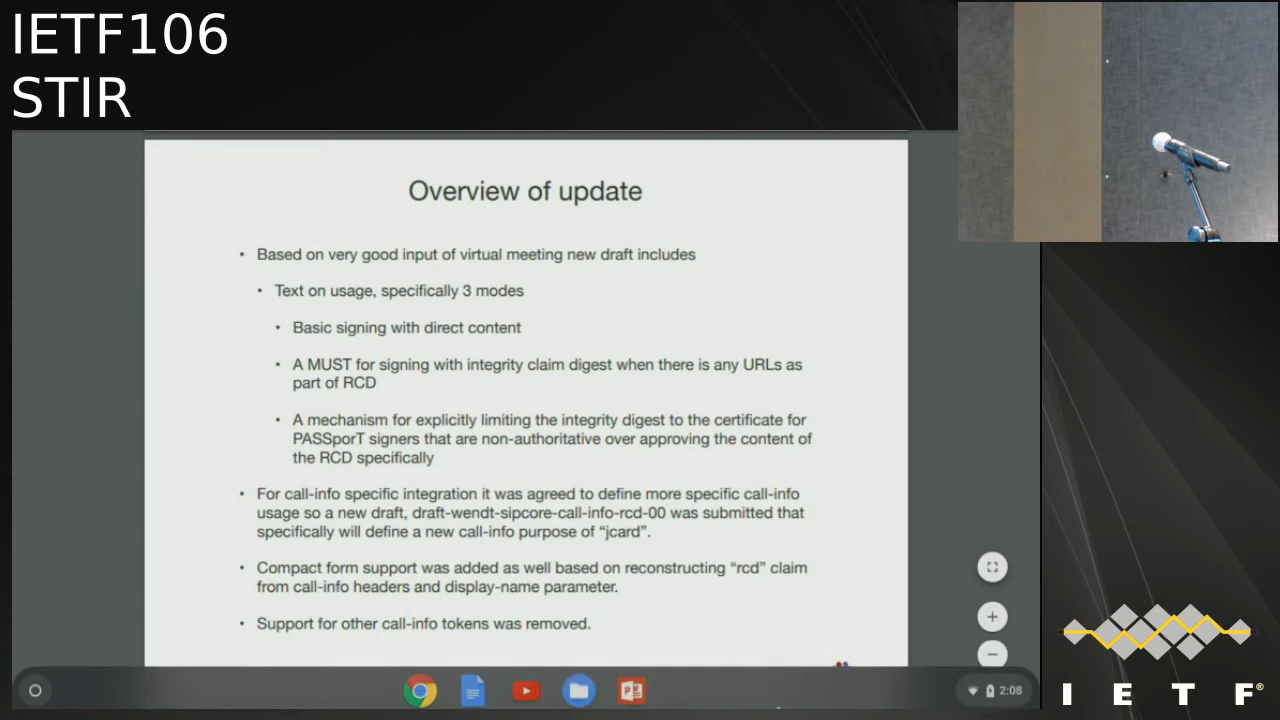 IETF106
STIR
Overview of update
• Based on very good input of virtual meeting new draft includes
• Text on usage, specifically 3 modes
• Basic signing with direct content
• A MUST for signing with integrity claim digest when there is any URLs as
part of RCD
• A mechanism for explicitly limiting the integrity digest to the certificate for
PASSporT signers that are non-authoritative over approving the content of
the RCD specifically
• For call-info specific integration it was agreed to define more specific call-info
usage so a new draft, draft-wendt-sipcore-call-info-rcd-00 was submitted that
specifically will define a new call-info purpose of “jcard”.
• Compact form support was added as well based on reconstructing “rcd” claim
from call-info headers and display-name parameter.
• Support for other call-info tokens was removed.
2:08
I E T F®